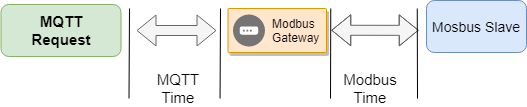 MQTT
Request
Modbus
Gateway
Mosbus Slave
MQTT
Time
Modbus
Time